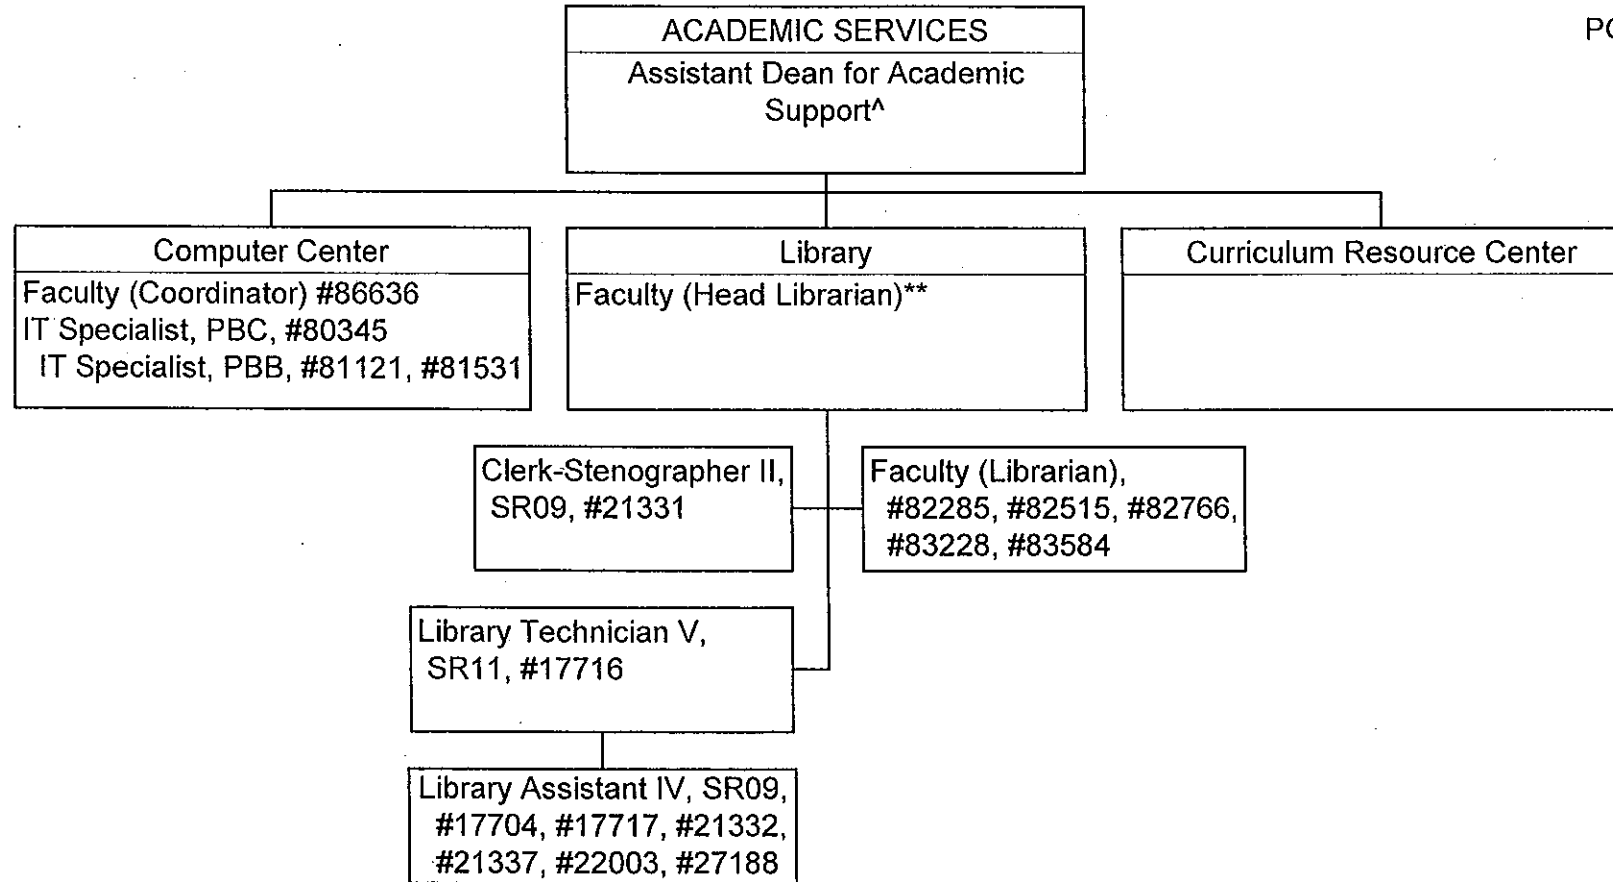 ACADEMIC SERVICES
Assistant Dean for Academic
Support^
Computer Center
Faculty (Coordinator) #86636
IT Specialist, PBC, #80345
IT Specialist, PBB, #81121, #81531
Library
Faculty (Head Librarian)**
Curriculum Resource Center
Clerk-Stenographer II,
SR09, #21331
Faculty (Librarian),
#82285, #82515, #82766,
#83228, #83584
Library Technician V,
SR11, #17716
Library Assistant IV, SR09,
#17704, #17717, #21332,
#21337, #22003, #27188